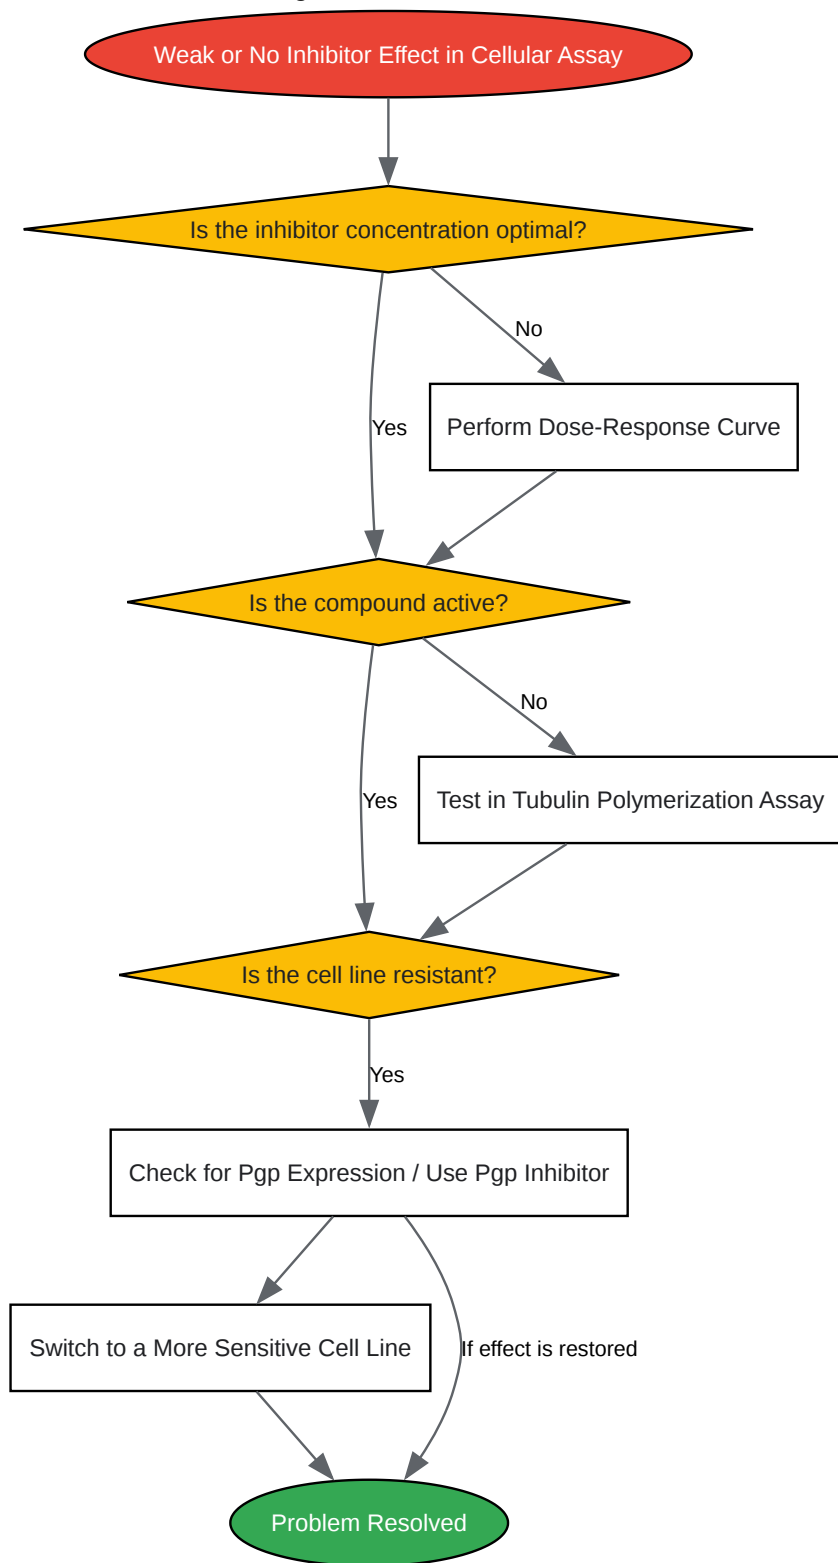 Weak or No Inhibitor Effect in Cellular Assay
Is the inhibitor concentration optimal?
No
Yes
Perform Dose-Response Curve
Is the compound active?
No
Yes
Test in Tubulin Polymerization Assay
Is the cell line resistant?
Yes
Check for Pgp Expression / Use Pgp Inhibitor
Switch to a More Sensitive Cell Line
If effect is restored
Problem Resolved